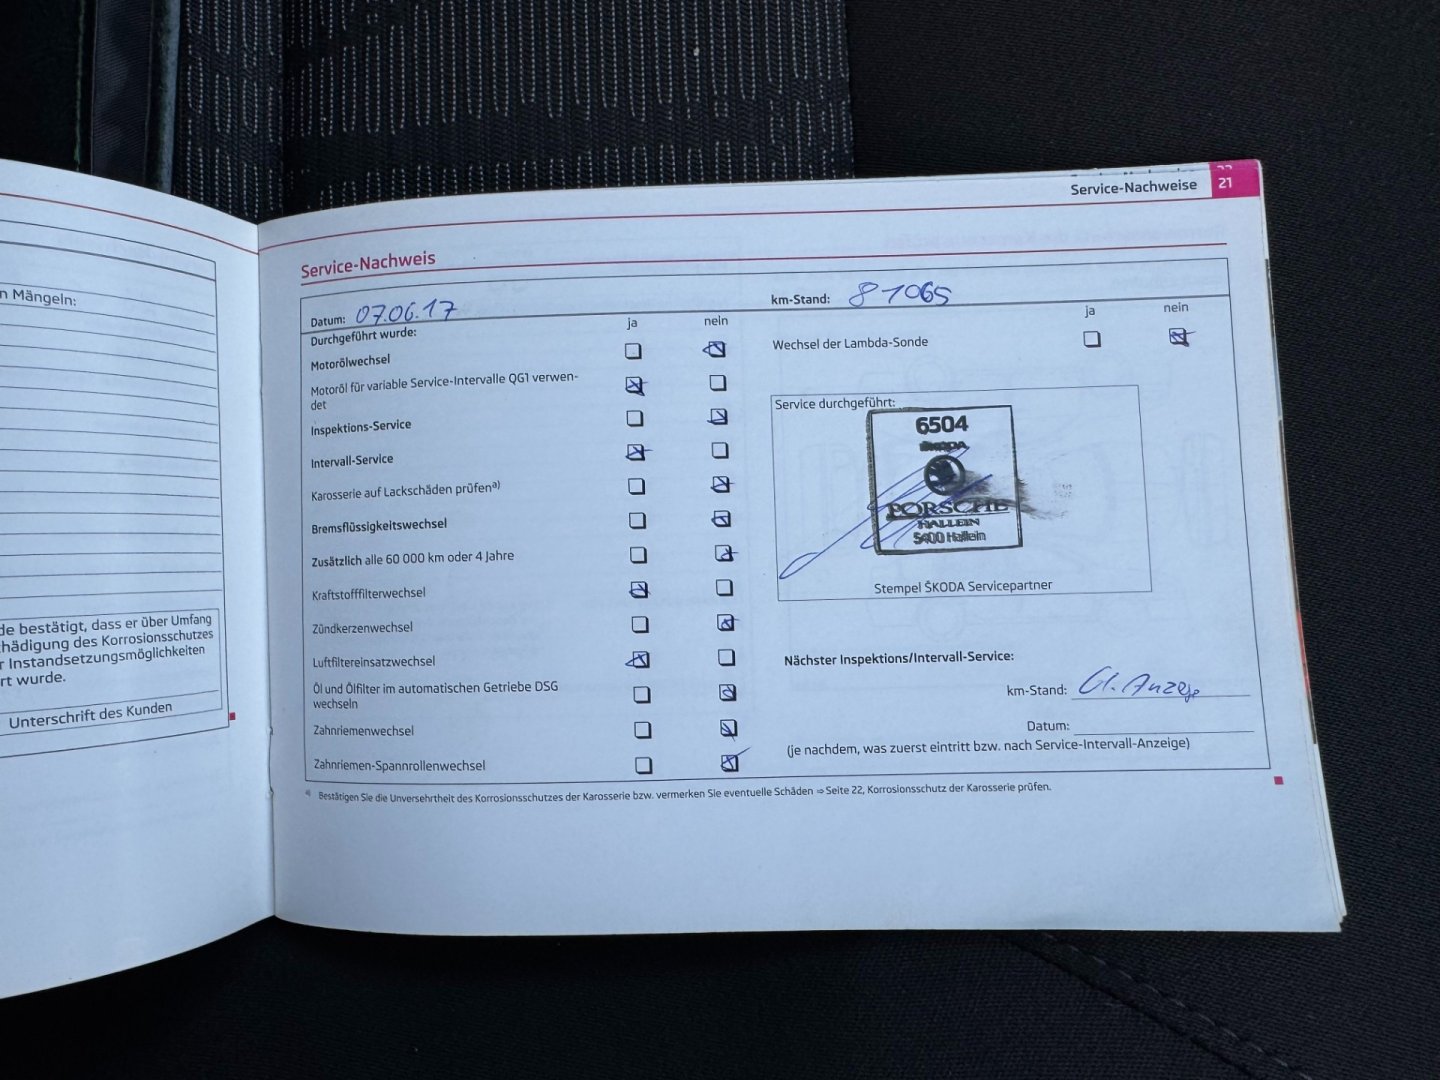 Service-Nachweise 21
n Mängeln:
de bestätigt, dass er über Umfang
chädigung des Korrosionsschutzes
r Instandsetzungsmöglichkeiten
rt wurde.
Unterschrift des Kunden
Service-Nachweis
Datum: 07.06.17
km-Stand: 81065
Durchgeführt wurde:
ja nein
Motorölwechsel
Motoröl für variable Service-Intervalle QG1 verwen-
det
Inspektions-Service
Intervall-Service
Karosserie auf Lackschäden prüfena)
Bremsflüssigkeitswechsel
Zusätzlich alle 60 000 km oder 4 Jahre
Kraftstofffilterwechsel
Zündkerzenwechsel
Luftfiltereinsatzwechsel
Öl und Ölfilter im automatischen Getriebe DSG
wechseln
Zahnriemenwechsel
Zahnriemen-Spannrollenwechsel
ja nein
Wechsel der Lambda-Sonde
Service durchgeführt:
6504
ŠKODA
PORSCHE
HALLEIN
5400 Hallein
Stempel ŠKODA Servicepartner
Nächster Inspektions/Intervall-Service:
km-Stand: Lt. Anzeige
Datum:
(je nachdem, was zuerst eintritt bzw. nach Service-Intervall-Anzeige)
a) Bestätigen Sie die Unversehrtheit des Korrosionsschutzes der Karosserie bzw. vermerken Sie eventuelle Schäden ⇒ Seite 22, Korrosionsschutz der Karosserie prüfen.